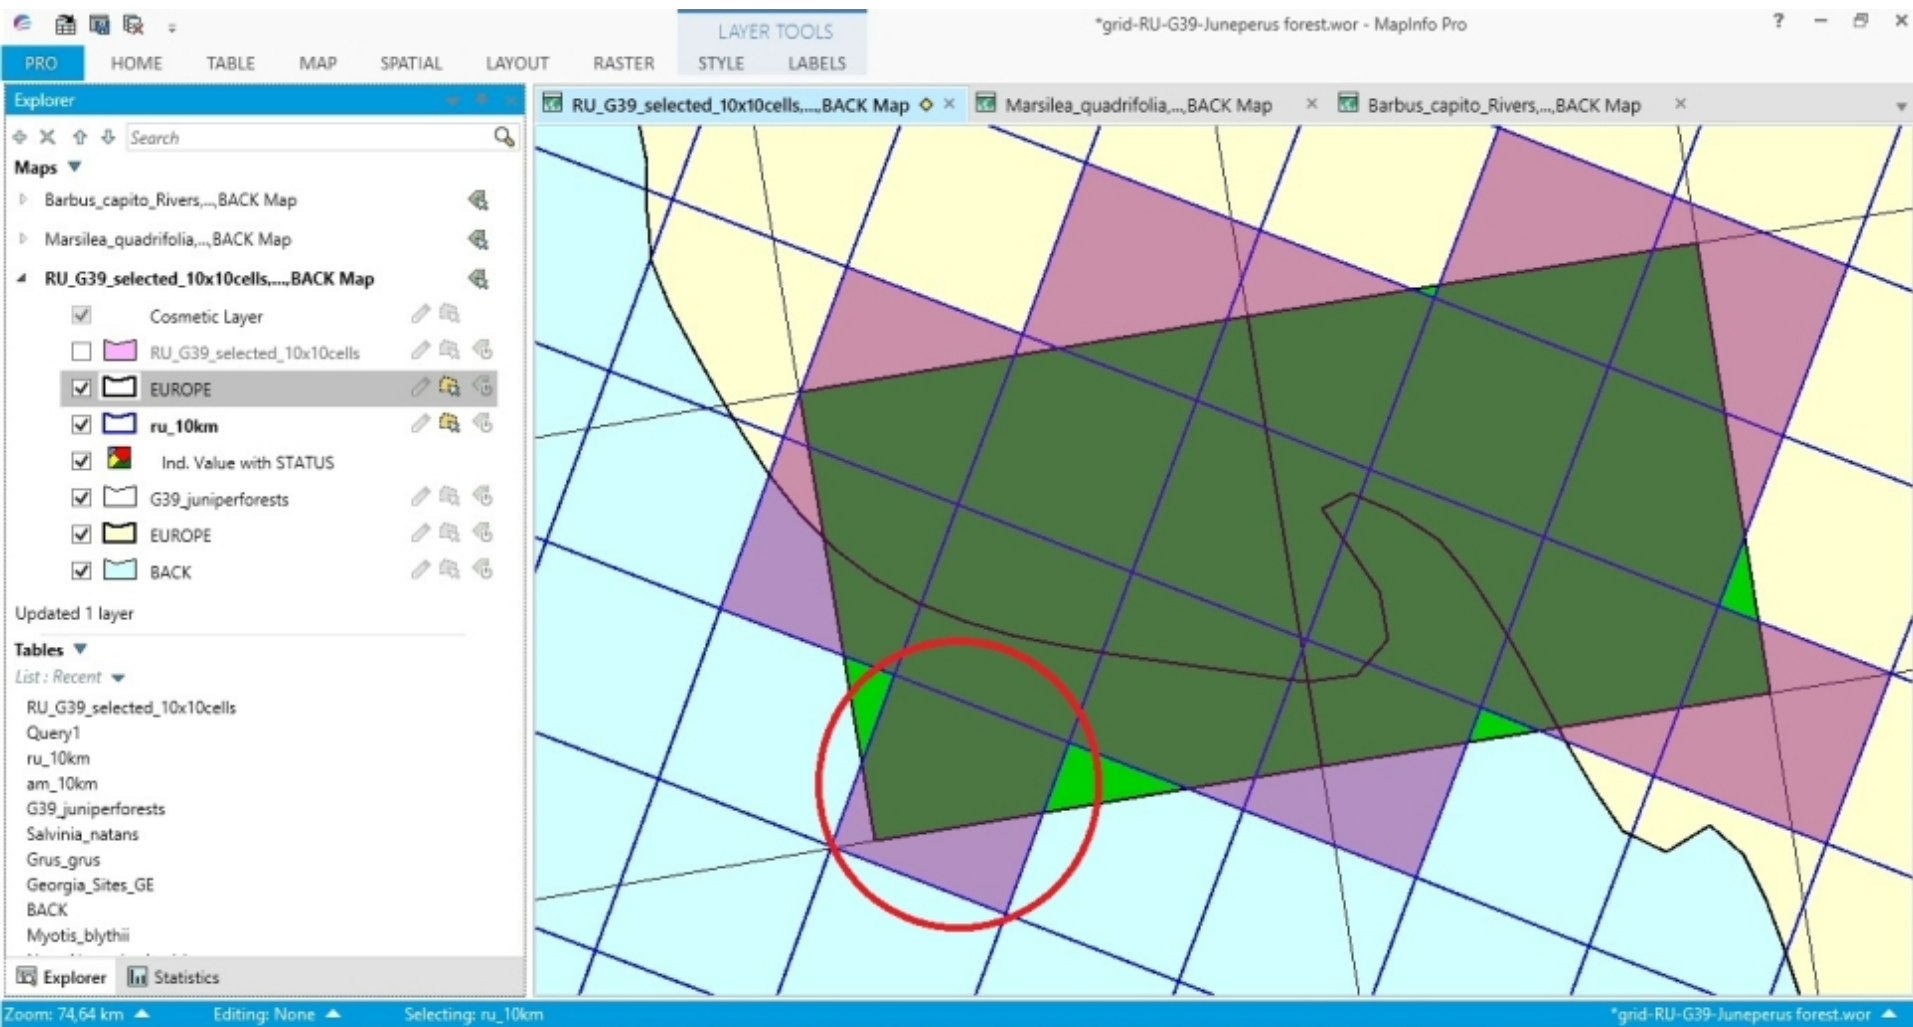 LAYER TOOLS
*grid-RU-G39-Juneperus forest.wor - MapInfo Pro
PRO HOME TABLE MAP SPATIAL LAYOUT RASTER STYLE LABELS
Explorer
RU_G39_selected_10x10cells,...,BACK Map
Marsilea_quadrifolia,...,BACK Map
Barbus_capito_Rivers,...,BACK Map
Search
Maps
Barbus_capito_Rivers,...,BACK Map
Marsilea_quadrifolia,...,BACK Map
RU_G39_selected_10x10cells,...,BACK Map
Cosmetic Layer
RU_G39_selected_10x10cells
EUROPE
ru_10km
Ind. Value with STATUS
G39_juniperforests
EUROPE
BACK
Updated 1 layer
Tables
List : Recent
RU_G39_selected_10x10cells
Query1
ru_10km
am_10km
G39_juniperforests
Salvinia_natans
Grus_grus
Georgia_Sites_GE
BACK
Myotis_blythii
Explorer Statistics
Zoom: 74,64 km Editing: None Selecting: ru_10km *grid-RU-G39-Juneperus forest.wor